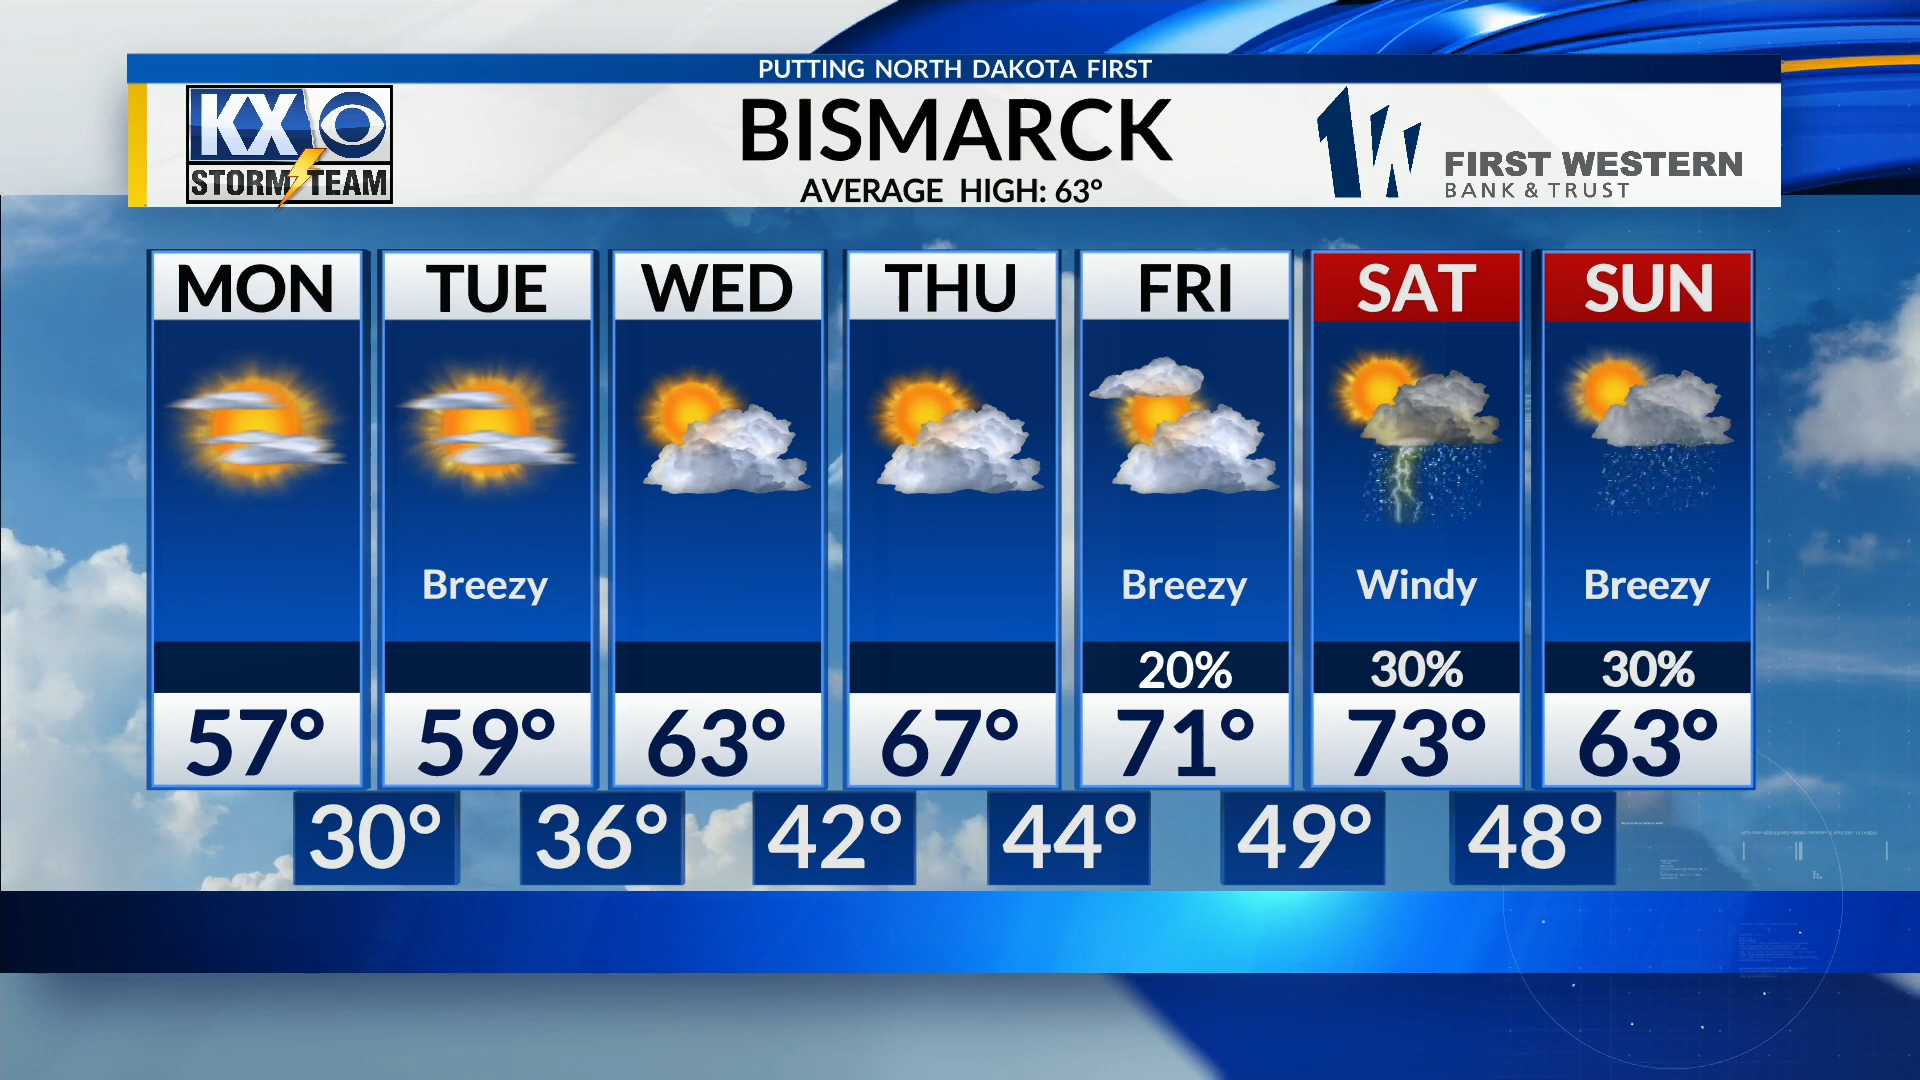 PUTTING NORTH DAKOTA FIRST
KX
STORM TEAM
BISMARCK
AVERAGE HIGH: 63°
FIRST WESTERN
BANK & TRUST
MON
TUE
WED
THU
FRI
SAT
SUN
Breezy
Breezy
Windy
Breezy
20%
30%
30%
57°
59°
63°
67°
71°
73°
63°
30°
36°
42°
44°
49°
48°